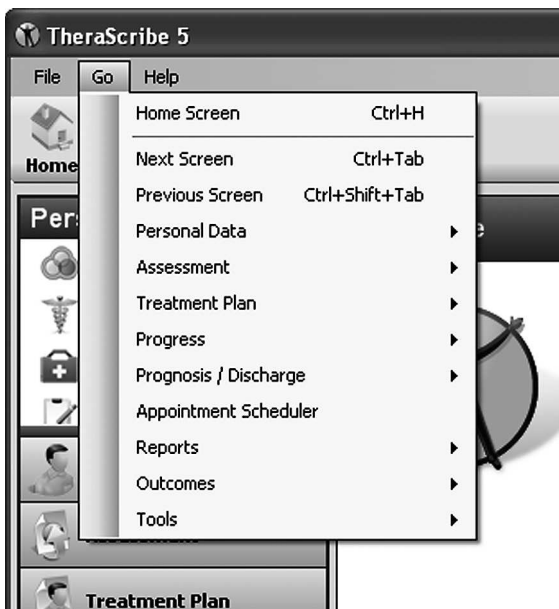 TheraScribe 5
File Go Help
Home Screen Ctrl+H
Home
Next Screen Ctrl+Tab
Previous Screen Ctrl+Shift+Tab
Personal Data
Assessment
Treatment Plan
Progress
Prognosis / Discharge
Appointment Scheduler
Reports
Outcomes
Tools
Treatment Plan